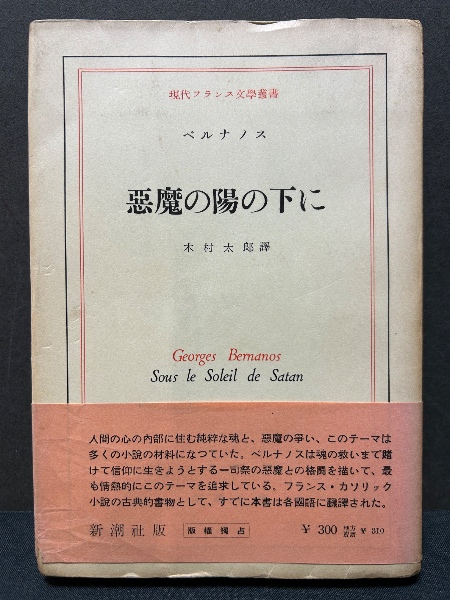 現代フランス文學叢書
ベルナノス
惡魔の陽の下に
木村太郎譯
Georges Bernanos
Sous le Soleil de Satan
人間の心の內部に住む純粹な魂と、惡魔の爭い、このテーマは
多くの小說の材料になつていた。ベルナノスは魂の救いまで賭
けて信仰に生きようとする一司祭の惡魔との格鬪を描いて、最
も情熱的にこのテーマを追求している。フランス・カソリック
小說の古典的書物として、すでに本書は各國語に飜譯された。
新潮社版 版權獨占 ¥ 300 地方賣價 ¥ 310